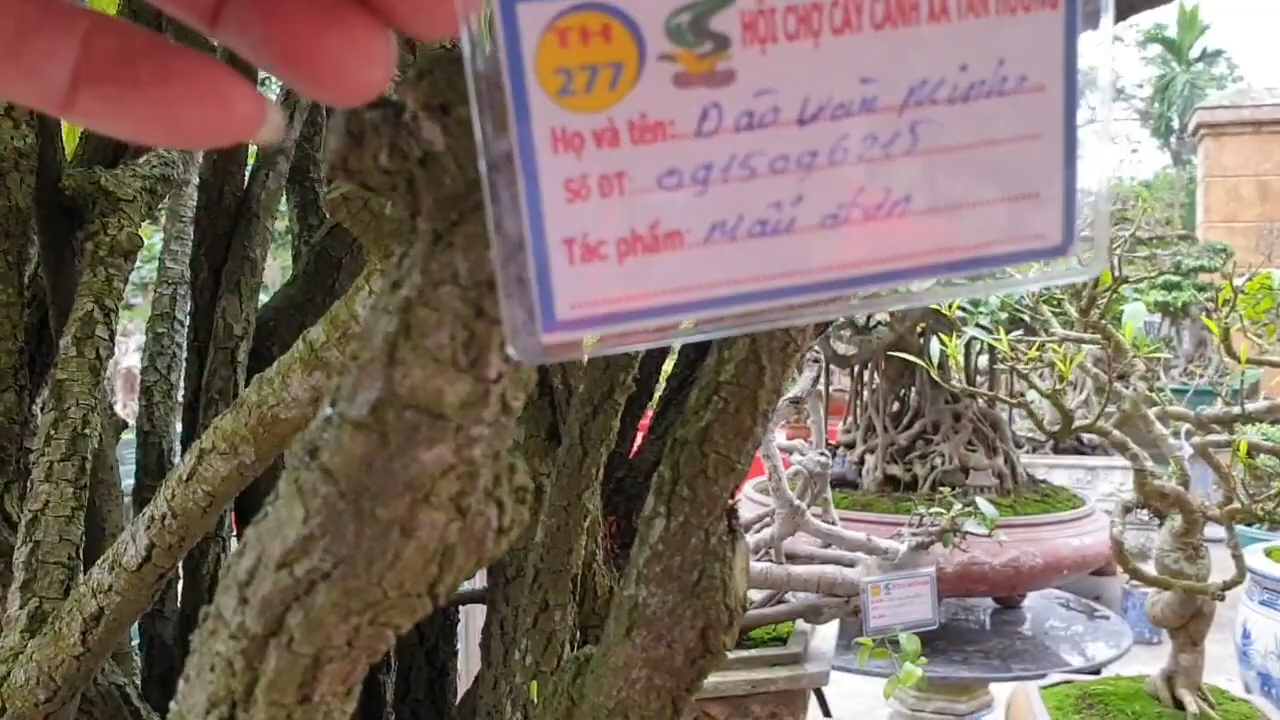 TH
277
HỘI CHỢ CÂY CẢNH XÃ TÂN HƯƠNG
Họ và tên: Đào Văn Minh
Số ĐT: 0915096215
Tác phẩm: Mẫu đơn